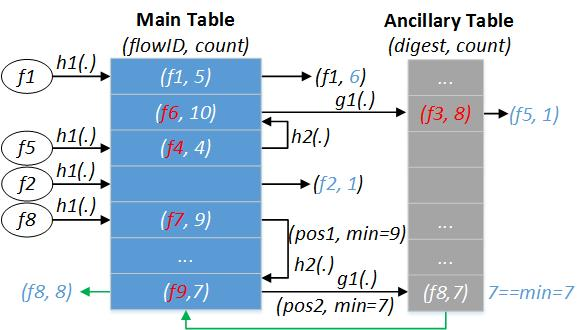 Main Table
(flowID, count)
Ancillary Table
(digest, count)
f1
h1(.)
(f1, 5)
(f1, 6)
...
(f6, 10)
g1(.)
(f3, 8)
(f5, 1)
f5
h1(.)
(f4, 4)
h2(.)
f2
h1(.)
(f2, 1)
f8
h1(.)
(f7, 9)
(pos1, min=9)
...
...
h2(.)
(f8, 8)
(f9,7)
g1(.)
(pos2, min=7)
(f8,7)
7==min=7